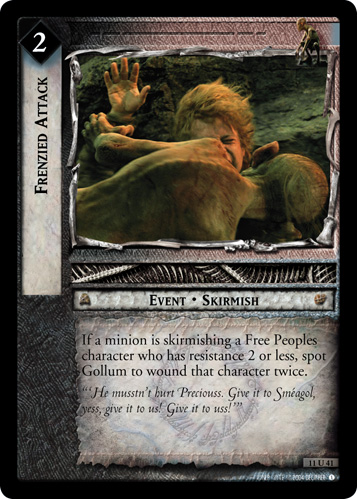 2
FRENZIED ATTACK
EVENT • SKIRMISH
If a minion is skirmishing a Free Peoples
character who has resistance 2 or less, spot
Gollum to wound that character twice.
“‘He musstn’t hurt Preciouss. Give it to Sméagol,
yess, give it to us! Give it to uss!’”
11 U 41